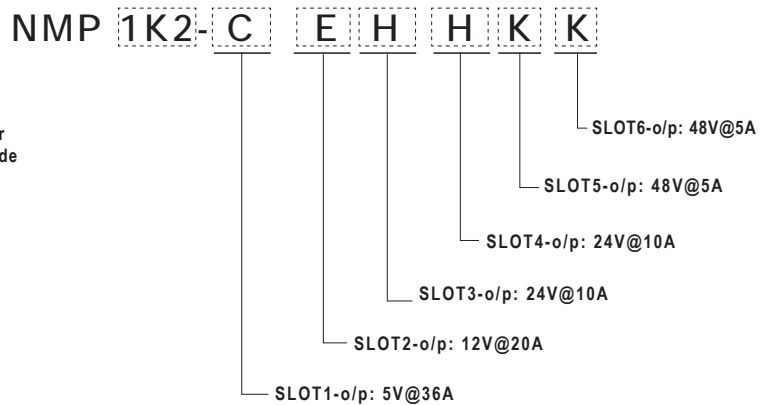 NMP 1K2-C E H H K K
r
de
SLOT6-o/p: 48V@5A
SLOT5-o/p: 48V@5A
SLOT4-o/p: 24V@10A
SLOT3-o/p: 24V@10A
SLOT2-o/p: 12V@20A
SLOT1-o/p: 5V@36A